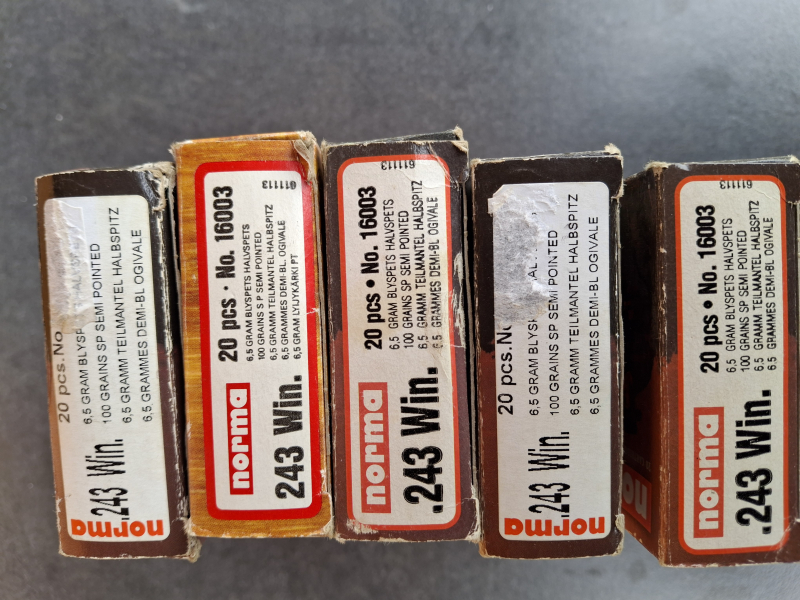 20 pcs. No
6,5 GRAM BLYSP HALVSPE
100 GRAINS SP SEMI POINTED
6,5 GRAMM TEILMANTEL HALBSPITZ
6,5 GRAMMES DEMI-BL OGIVALE
.243 Win.
norma
611113
20 pcs · No. 16003
6,5 GRAM BLYSPETS HALVSPETS
100 GRAINS S P SEMI POINTED
6,5 GRAMM TEILMANTEL HALBSPITZ
6,5 GRAMMES DEMI-BL. OGIVALE
6,5 GRAM LYIJYKÄRKI PT
norma
243 Win.
611113
20 pcs • No. 16003
6,5 GRAM BLYSPETS HALVSPETS
100 GRAINS SP SEMI POINTED
6,5 GRAMM TEILMANTEL HALBSPITZ
6,5 GRAMMES DEMI-BL OGIVALE
norma
.243 Win.
20 pcs. No
6,5 GRAM BLYSP
100 GRAINS SP SEMI POINTED
6,5 GRAMM TEILMANTEL HALBSPITZ
6,5 GRAMMES DEMI-BL OGIVALE
.243 Win.
norma
611113
20 pcs • No. 16003
6,5 GRAM BLYSPETS HALVSPETS
100 GRAINS SP SEMI POINTED
6,5 GRAMM TEILMANTEL HALBSPITZ
6,5 GRAMMES DEMI-BL OGIVALE
norma
.243 Win.